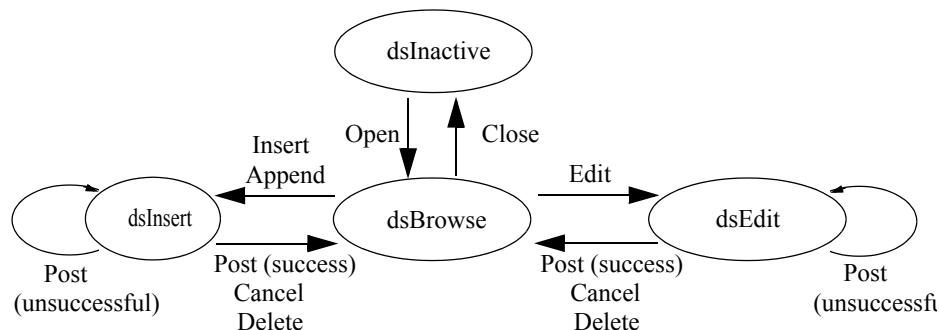 dsInactive
Open
Close
Insert
Append
Edit
dsInsert
dsBrowse
dsEdit
Post
(unsuccessful)
Post (success)
Cancel
Delete
Post (success)
Cancel
Delete
Post
(unsuccessfu